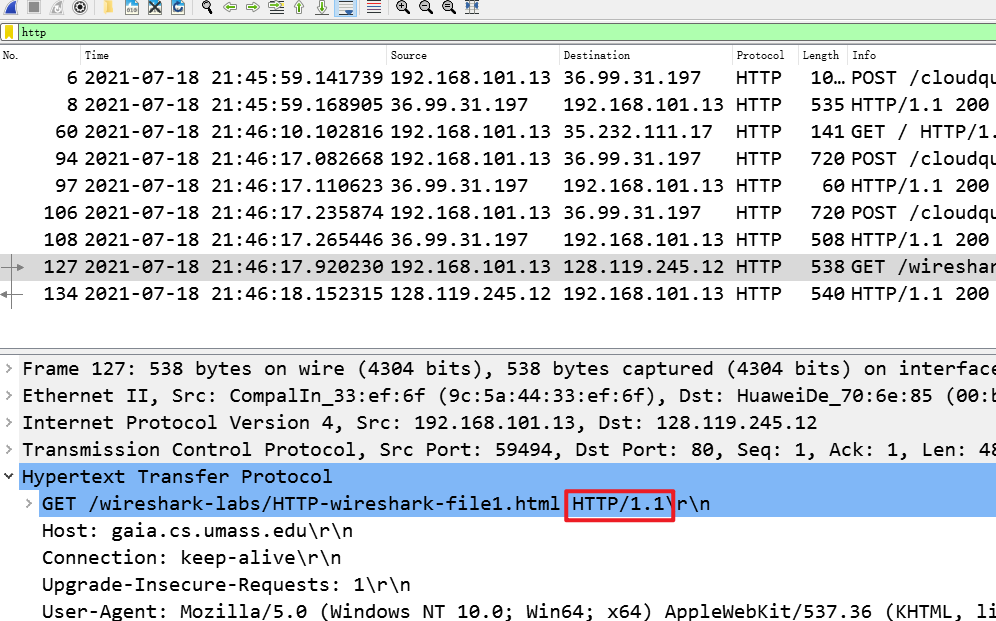 http
No. Time Source Destination Protocol Length Info
6 2021-07-18 21:45:59.141739 192.168.101.13 36.99.31.197 HTTP 10… POST /cloudqu
8 2021-07-18 21:45:59.168905 36.99.31.197 192.168.101.13 HTTP 535 HTTP/1.1 200
60 2021-07-18 21:46:10.102816 192.168.101.13 35.232.111.17 HTTP 141 GET / HTTP/1.
94 2021-07-18 21:46:17.082668 192.168.101.13 36.99.31.197 HTTP 720 POST /cloudqu
97 2021-07-18 21:46:17.110623 36.99.31.197 192.168.101.13 HTTP 60 HTTP/1.1 200
106 2021-07-18 21:46:17.235874 192.168.101.13 36.99.31.197 HTTP 720 POST /cloudqu
108 2021-07-18 21:46:17.265446 36.99.31.197 192.168.101.13 HTTP 508 HTTP/1.1 200
127 2021-07-18 21:46:17.920230 192.168.101.13 128.119.245.12 HTTP 538 GET /wireshar
134 2021-07-18 21:46:18.152315 128.119.245.12 192.168.101.13 HTTP 540 HTTP/1.1 200
Frame 127: 538 bytes on wire (4304 bits), 538 bytes captured (4304 bits) on interface
Ethernet II, Src: CompalIn_33:ef:6f (9c:5a:44:33:ef:6f), Dst: HuaweiDe_70:6e:85 (00:
Internet Protocol Version 4, Src: 192.168.101.13, Dst: 128.119.245.12
Transmission Control Protocol, Src Port: 59494, Dst Port: 80, Seq: 1, Ack: 1, Len: 48
Hypertext Transfer Protocol
GET /wireshark-labs/HTTP-wireshark-file1.html HTTP/1.1\r\n
Host: gaia.cs.umass.edu\r\n
Connection: keep-alive\r\n
Upgrade-Insecure-Requests: 1\r\n
User-Agent: Mozilla/5.0 (Windows NT 10.0; Win64; x64) AppleWebKit/537.36 (KHTML, li